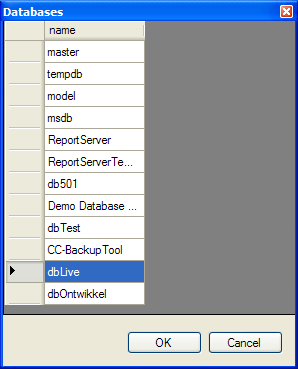 Databases
name
master
tempdb
model
msdb
ReportServer
ReportServerTe...
db501
Demo Database ...
dbTest
CC-BackupTool
dbLive
dbOntwikkel
OK Cancel